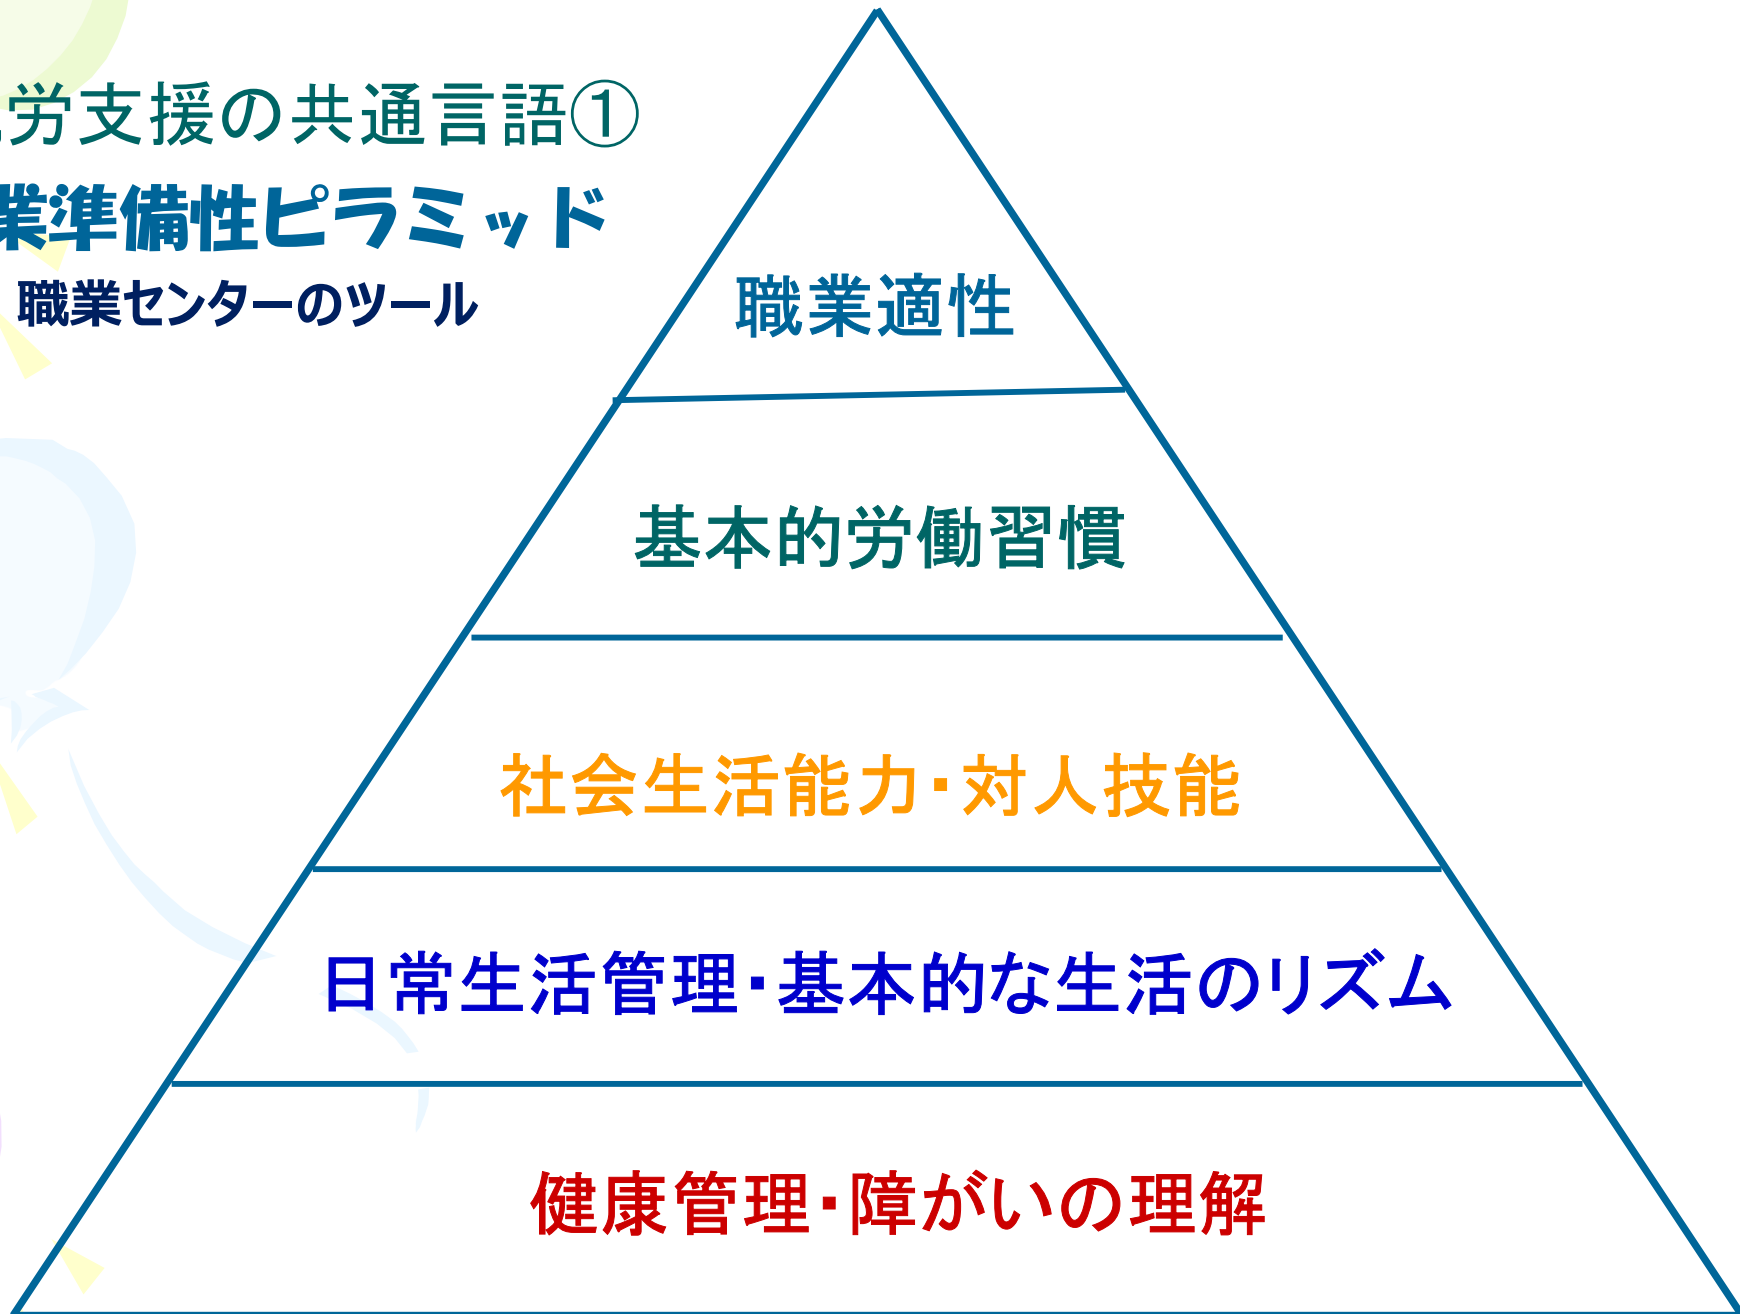 労支援の共通言語①
業準備性ピラミッド
職業センターのツール
職業適性
基本的労働習慣
社会生活能力・対人技能
日常生活管理・基本的な生活のリズム
健康管理・障がいの理解